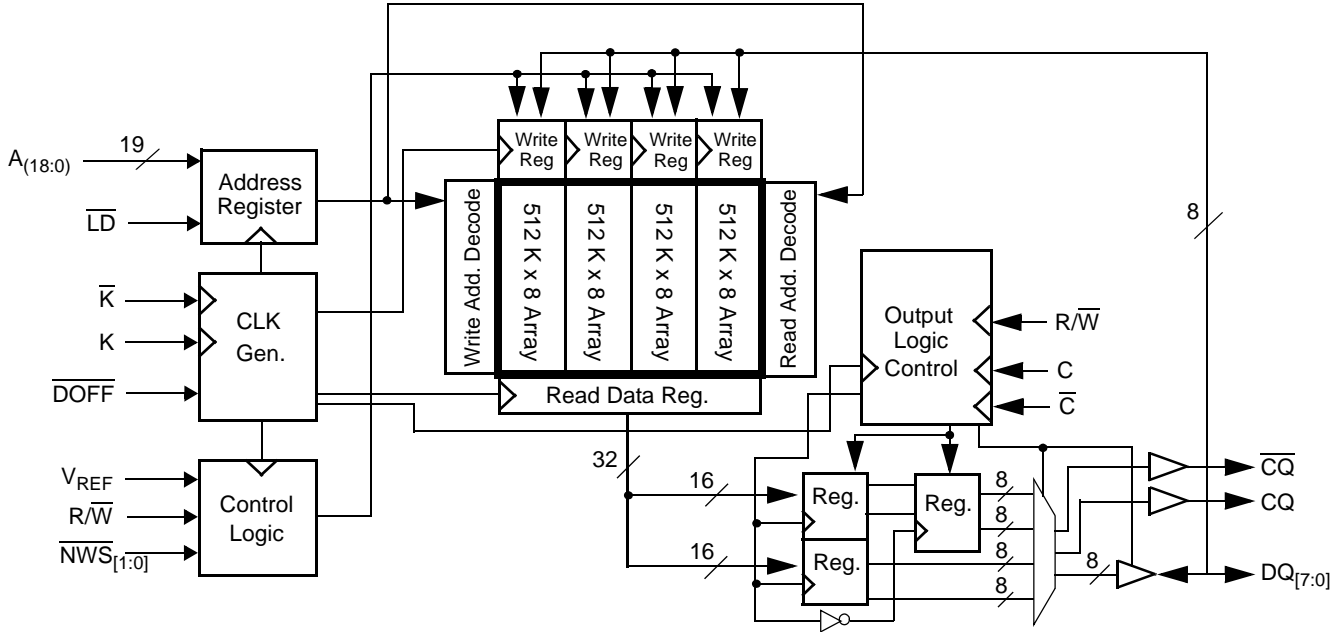 A(18:0)
19
LD
K
K
DOFF
VREF
R/W
NWS[1:0]
Address
Register
CLK
Gen.
Control
Logic
Write
Reg
Write
Reg
Write
Reg
Write
Reg
Write Add. Decode
512 K x 8 Array
512 K x 8 Array
512 K x 8 Array
512 K x 8 Array
Read Add. Decode
Read Data Reg.
8
Output
Logic
Control
R/W
C
C
32
16
16
Reg.
Reg.
Reg.
8
8
8
8
8
CQ
CQ
DQ[7:0]